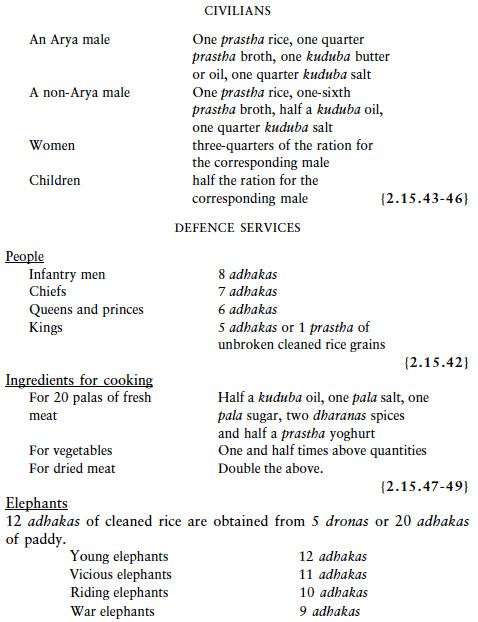 CIVILIANS
An Arya male One prastha rice, one quarter
prastha broth, one kuduba butter
or oil, one quarter kuduba salt
A non-Arya male One prastha rice, one-sixth
prastha broth, half a kuduba oil,
one quarter kuduba salt
Women three-quarters of the ration for
the corresponding male
Children half the ration for the
corresponding male {2.15.43-46}
DEFENCE SERVICES
People
Infantry men 8 adhakas
Chiefs 7 adhakas
Queens and princes 6 adhakas
Kings 5 adhakas or 1 prastha of
unbroken cleaned rice grains
{2.15.42}
Ingredients for cooking
For 20 palas of fresh Half a kuduba oil, one pala salt, one
meat pala sugar, two dharanas spices
and half a prastha yoghurt
For vegetables One and half times above quantities
For dried meat Double the above.
{2.15.47-49}
Elephants
12 adhakas of cleaned rice are obtained from 5 dronas or 20 adhakas
of paddy.
Young elephants 12 adhakas
Vicious elephants 11 adhakas
Riding elephants 10 adhakas
War elephants 9 adhakas